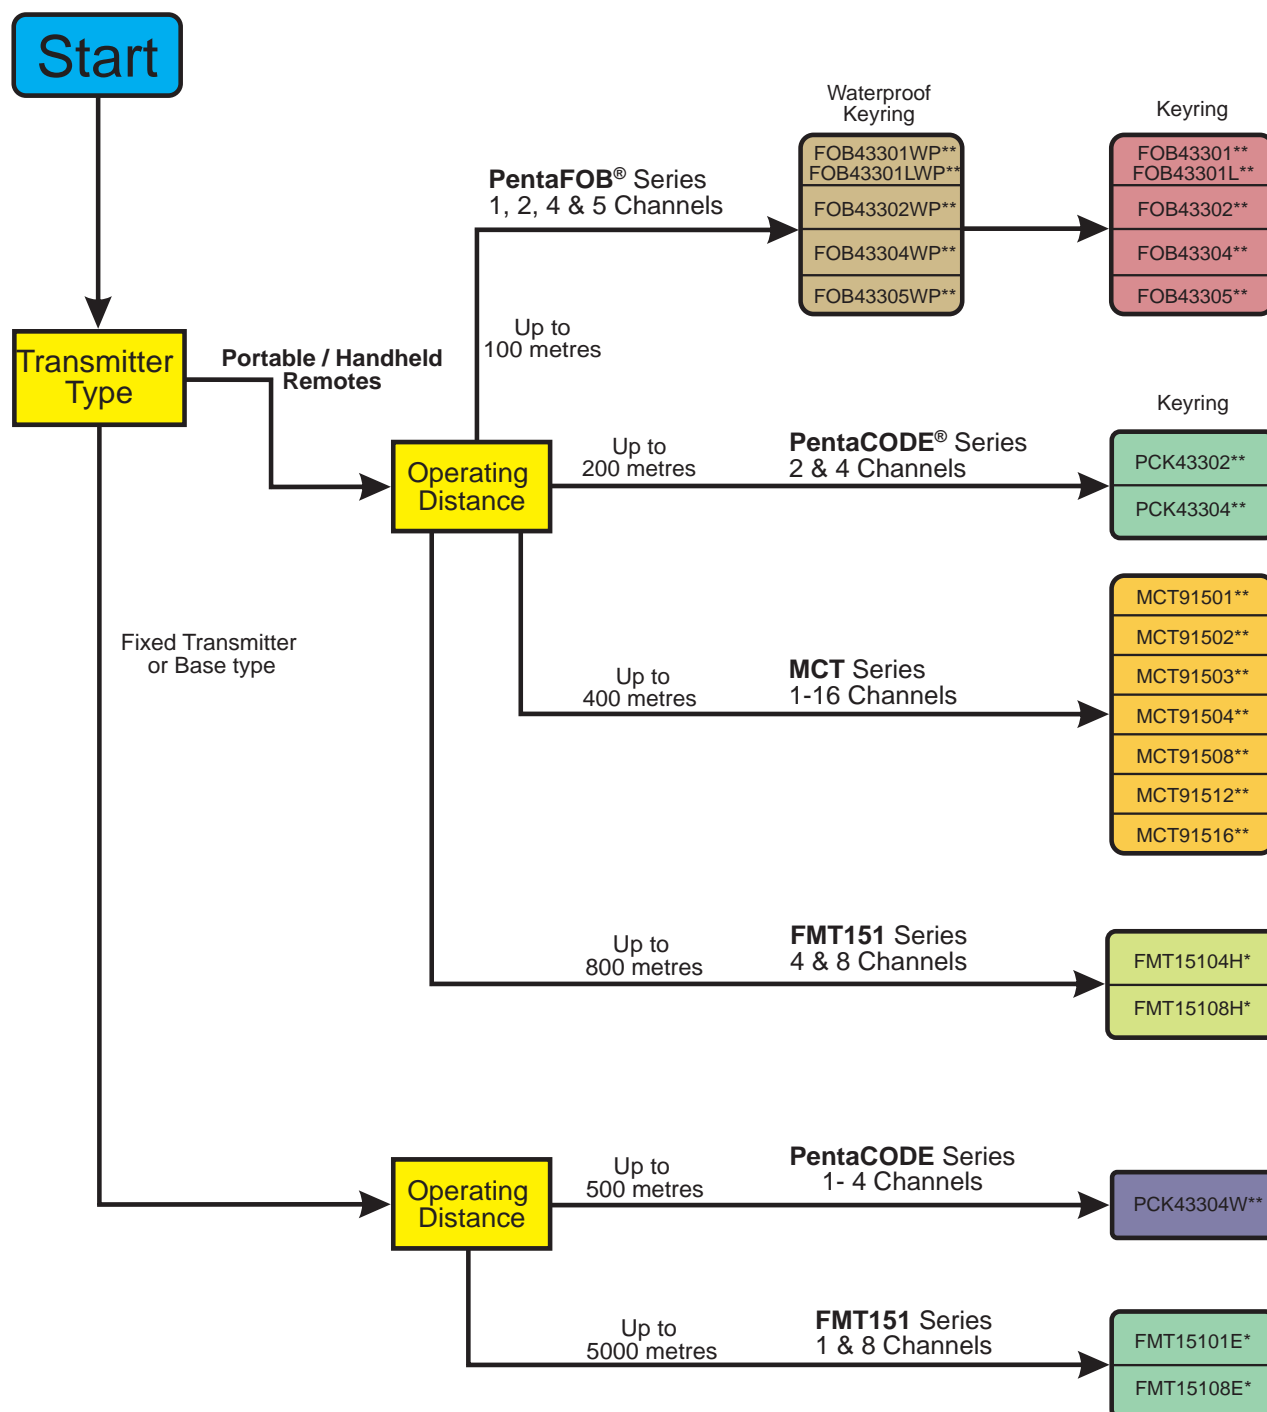 Start
Waterproof
Keyring
Keyring
PentaFOB® Series
1, 2, 4 & 5 Channels
FOB43301WP**
FOB43301LWP**
FOB43302WP**
FOB43304WP**
FOB43305WP**
FOB43301**
FOB43301L**
FOB43302**
FOB43304**
FOB43305**
Up to
100 metres
Transmitter
Type
Portable / Handheld
Remotes
Operating
Distance
Up to
200 metres
PentaCODE® Series
2 & 4 Channels
Keyring
PCK43302**
PCK43304**
Fixed Transmitter
or Base type
Up to
400 metres
MCT Series
1-16 Channels
MCT91501**
MCT91502**
MCT91503**
MCT91504**
MCT91508**
MCT91512**
MCT91516**
Up to
800 metres
FMT151 Series
4 & 8 Channels
FMT15104H*
FMT15108H*
Operating
Distance
Up to
500 metres
PentaCODE Series
1- 4 Channels
PCK43304W**
Up to
5000 metres
FMT151 Series
1 & 8 Channels
FMT15101E*
FMT15108E*